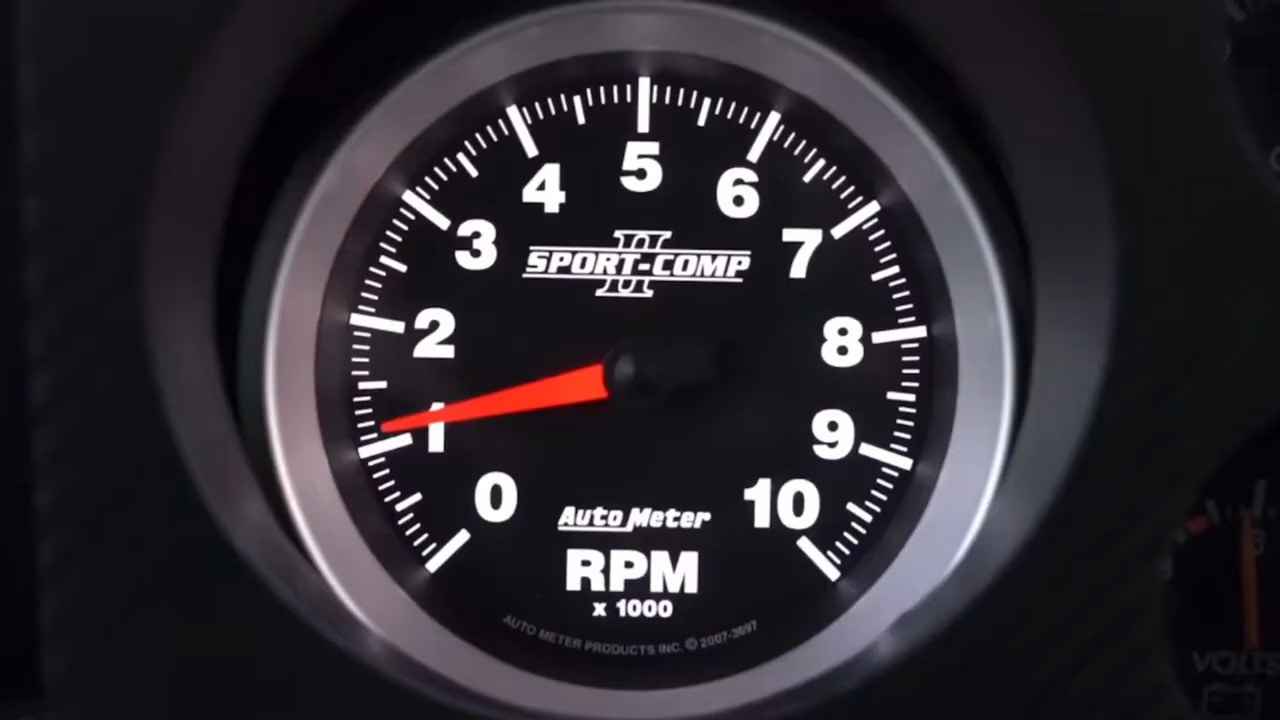 5
4
6
3
7
II
SPORT-COMP
2
8
1
9
0
10
Auto Meter
RPM
x 1000
AUTO METER PRODUCTS INC. © 2007-3697
VOLTS